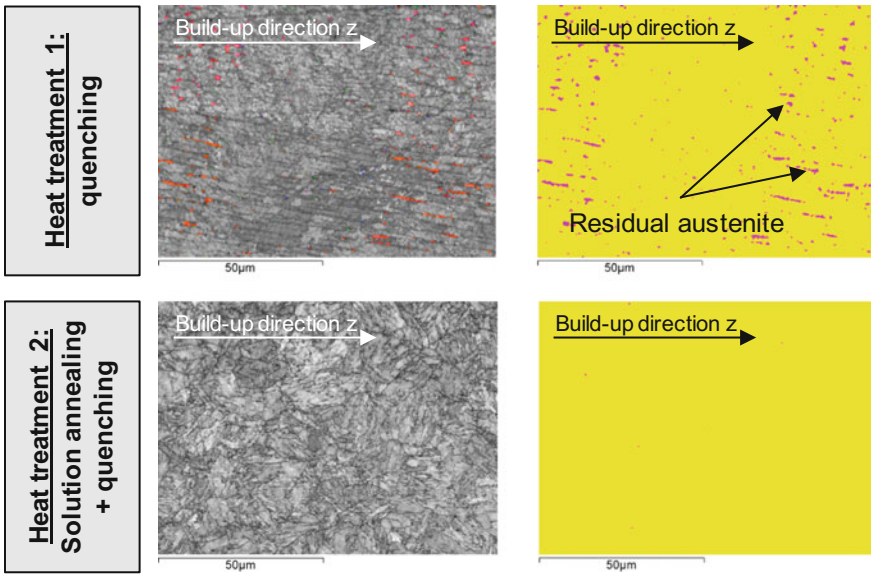 Heat treatment 1:
quenching
Build-up direction z
50µm
Build-up direction z
Residual austenite
50µm
Heat treatment 2:
Solution annealing
+ quenching
Build-up direction z
50µm
Build-up direction z
50µm